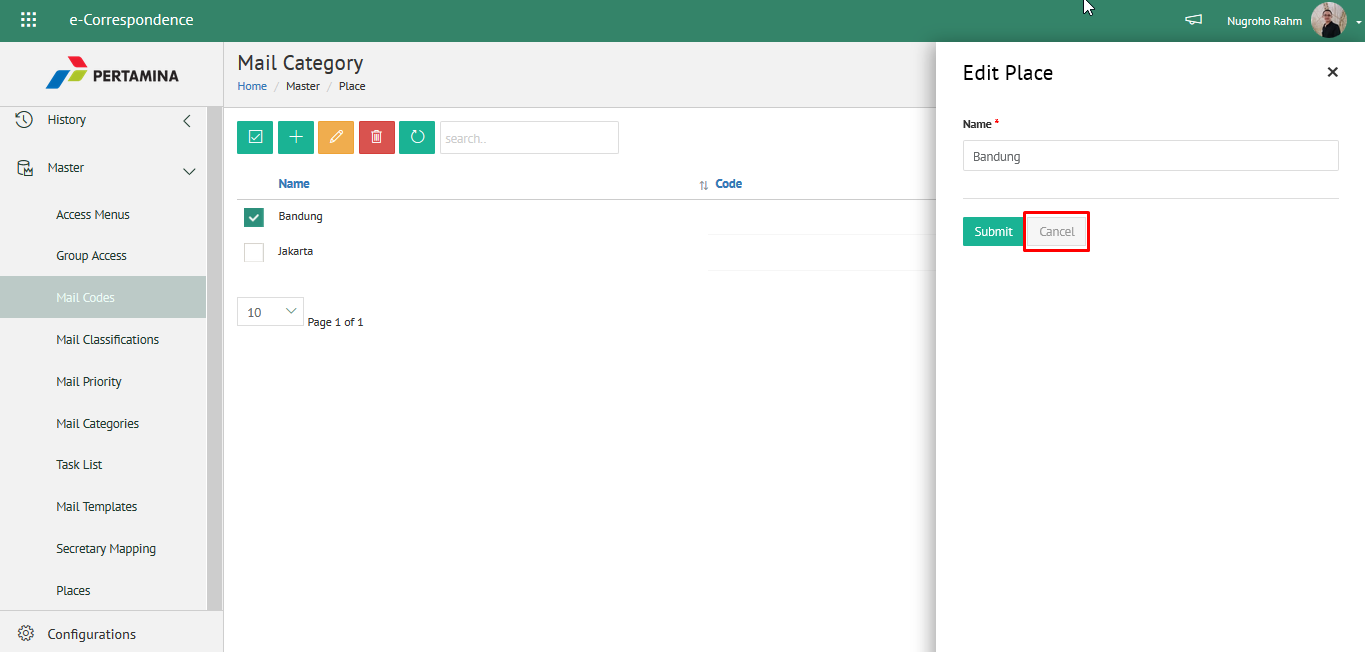 e-Correspondence
Nugroho Rahm
PERTAMINA
History
Master
Access Menus
Group Access
Mail Codes
Mail Classifications
Mail Priority
Mail Categories
Task List
Mail Templates
Secretary Mapping
Places
Configurations
Mail Category
Home / Master / Place
search..
Name Code
Bandung
Jakarta
10 Page 1 of 1
Edit Place
Name *
Bandung
Submit Cancel